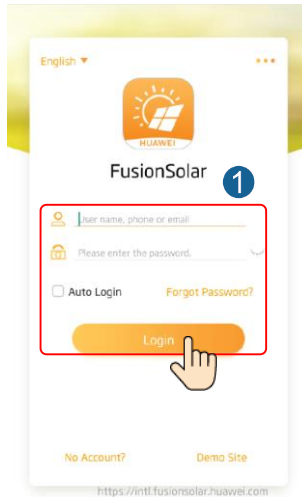 English ▼
HUAWEI
FusionSolar
1
User name, phone or email
Please enter the password.
Auto Login Forgot Password?
Login
No Account? Demo Site
https://intl.fusionsolar.huawei.com